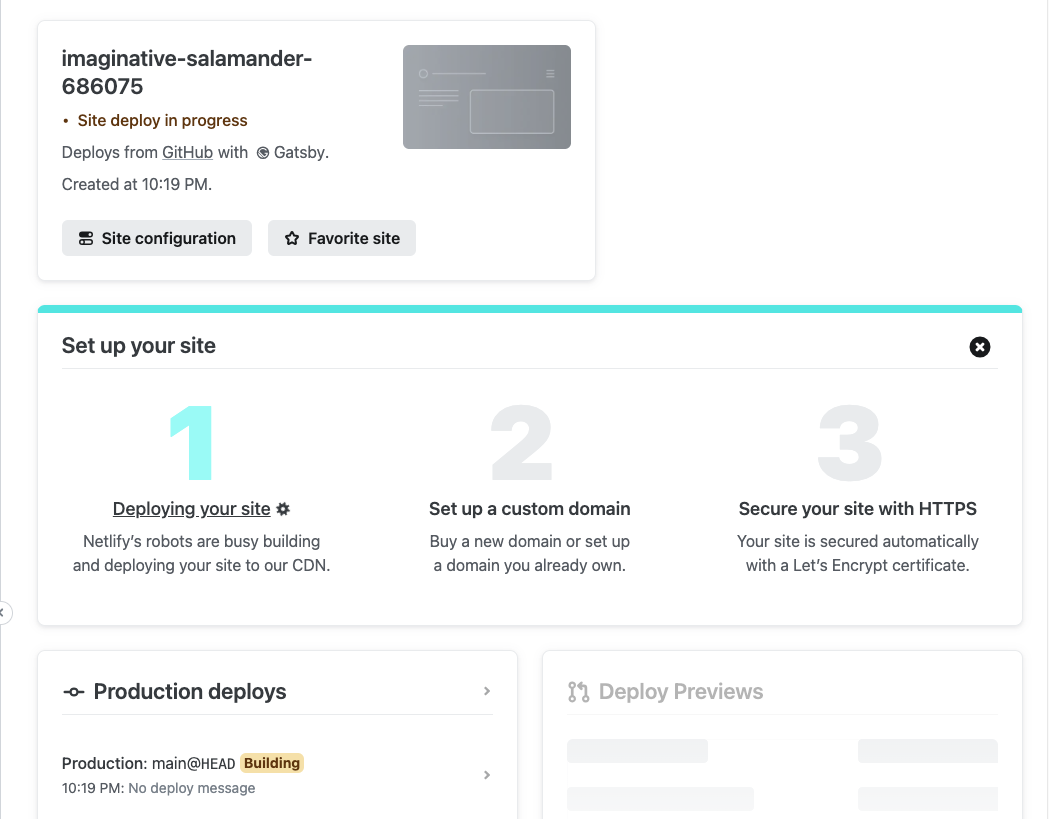 imaginative-salamander-
686075
• Site deploy in progress
Deploys from GitHub with Gatsby.
Created at 10:19 PM.
Site configuration
Favorite site
Set up your site
1
Deploying your site
Netlify’s robots are busy building
and deploying your site to our CDN.
2
Set up a custom domain
Buy a new domain or set up
a domain you already own.
3
Secure your site with HTTPS
Your site is secured automatically
with a Let’s Encrypt certificate.
Production deploys
Production: main@HEAD Building
10:19 PM: No deploy message
Deploy Previews